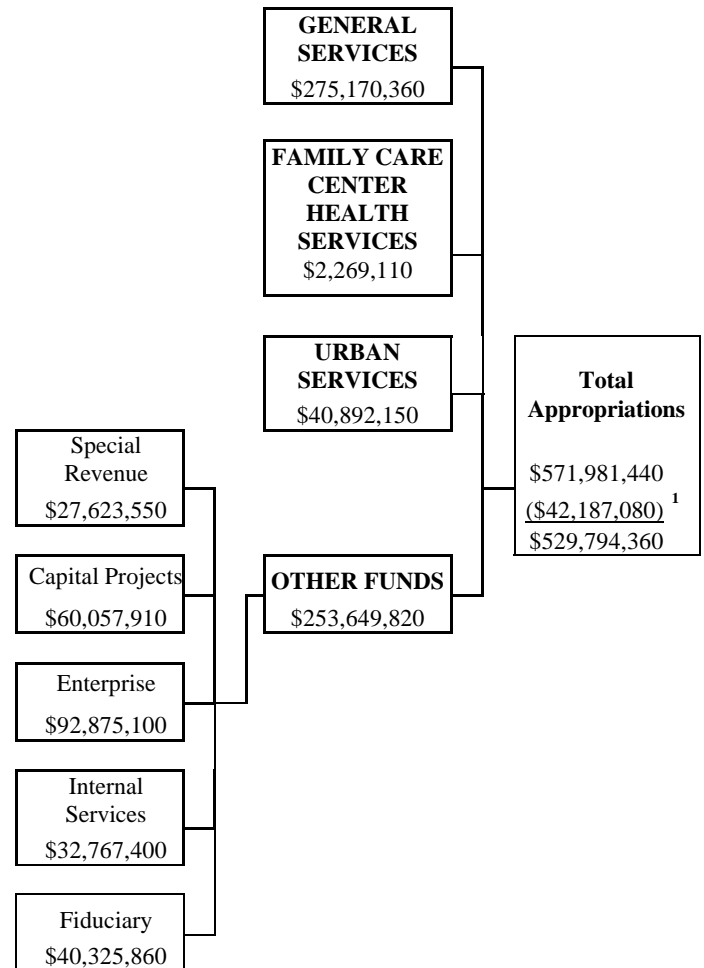 GENERAL
SERVICES
$275,170,360
FAMILY CARE
CENTER
HEALTH
SERVICES
$2,269,110
URBAN
SERVICES
$40,892,150
Total
Appropriations
$571,981,440
($42,187,080) 1
$529,794,360
Special
Revenue
$27,623,550
Capital Projects
$60,057,910
OTHER FUNDS
$253,649,820
Enterprise
$92,875,100
Internal
Services
$32,767,400
Fiduciary
$40,325,860